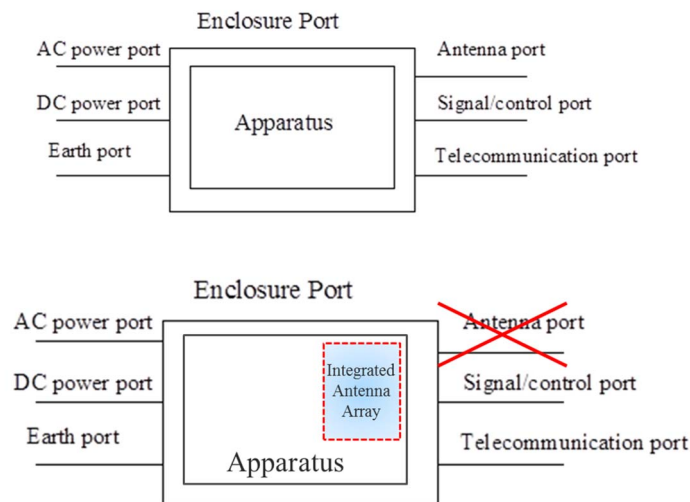 Enclosure Port
AC power port
Antenna port
DC power port
Signal/control port
Apparatus
Earth port
Telecommunication port
Enclosure Port
AC power port
Antenna port
Integrated
Antenna
Array
DC power port
Signal/control port
Earth port
Telecommunication port
Apparatus